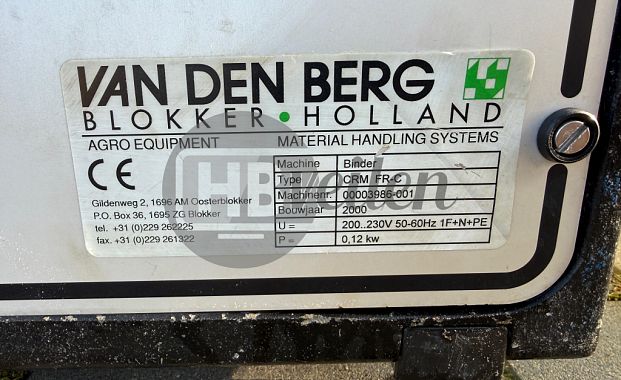 VAN DEN BERG
BLOKKER • HOLLAND
AGRO EQUIPMENT MATERIAL HANDLING SYSTEMS
CE
Machine Binder
Type CRM FR-C
Machinenr. 00003986-001
Bouwjaar 2000
U = 200..230V 50-60Hz 1F+N+PE
P = 0,12 kw
Gildenweg 2, 1696 AM Oosterblokker
P.O. Box 36, 1695 ZG Blokker
tel. +31 (0)229 262225
fax. +31 (0)229 261322
HB